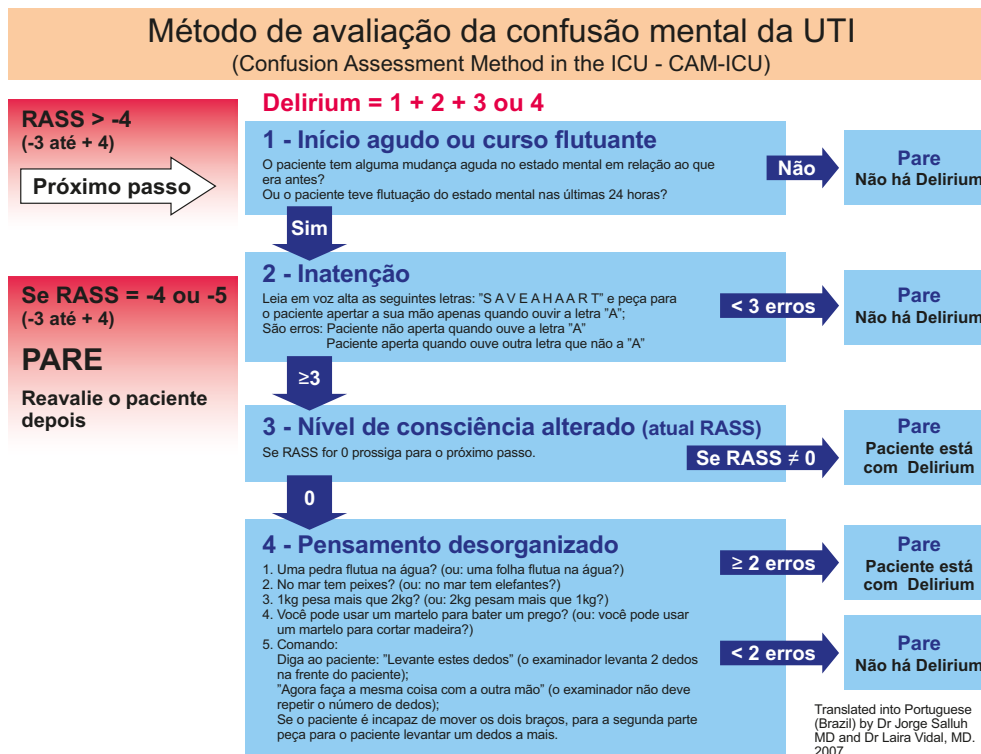 Método de avaliação da confusão mental da UTI
(Confusion Assessment Method in the ICU - CAM-ICU)
RASS > -4
(-3 até + 4)
Próximo passo
Se RASS = -4 ou -5
(-3 até + 4)
PARE
Reavalie o paciente
depois
Delirium = 1 + 2 + 3 ou 4
1 - Início agudo ou curso flutuante
O paciente tem alguma mudança aguda no estado mental em relação ao que
era antes?
Ou o paciente teve flutuação do estado mental nas últimas 24 horas?
Não
Pare
Não há Delirium
Sim
2 - Inatenção
Leia em voz alta as seguintes letras: "S A V E A H A A R T" e peça para
o paciente apertar a sua mão apenas quando ouvir a letra "A";
São erros: Paciente não aperta quando ouve a letra "A"
Paciente aperta quando ouve outra letra que não a "A"
< 3 erros
Pare
Não há Delirium
≥3
3 - Nível de consciência alterado (atual RASS)
Se RASS for 0 prossiga para o próximo passo.
Se RASS ≠ 0
Pare
Paciente está
com Delirium
0
4 - Pensamento desorganizado
1. Uma pedra flutua na água? (ou: uma folha flutua na água?)
2. No mar tem peixes? (ou: no mar tem elefantes?)
3. 1kg pesa mais que 2kg? (ou: 2kg pesam mais que 1kg?)
4. Você pode usar um martelo para bater um prego? (ou: você pode usar
um martelo para cortar madeira?)
5. Comando:
Diga ao paciente: "Levante estes dedos" (o examinador levanta 2 dedos
na frente do paciente);
"Agora faça a mesma coisa com a outra mão" (o examinador não deve
repetir o número de dedos);
Se o paciente é incapaz de mover os dois braços, para a segunda parte
peça para o paciente levantar um dedos a mais.
≥ 2 erros
Pare
Paciente está
com Delirium
< 2 erros
Pare
Não há Delirium
Translated into Portuguese
(Brazil) by Dr Jorge Salluh
MD and Dr Laira Vidal, MD.
2007